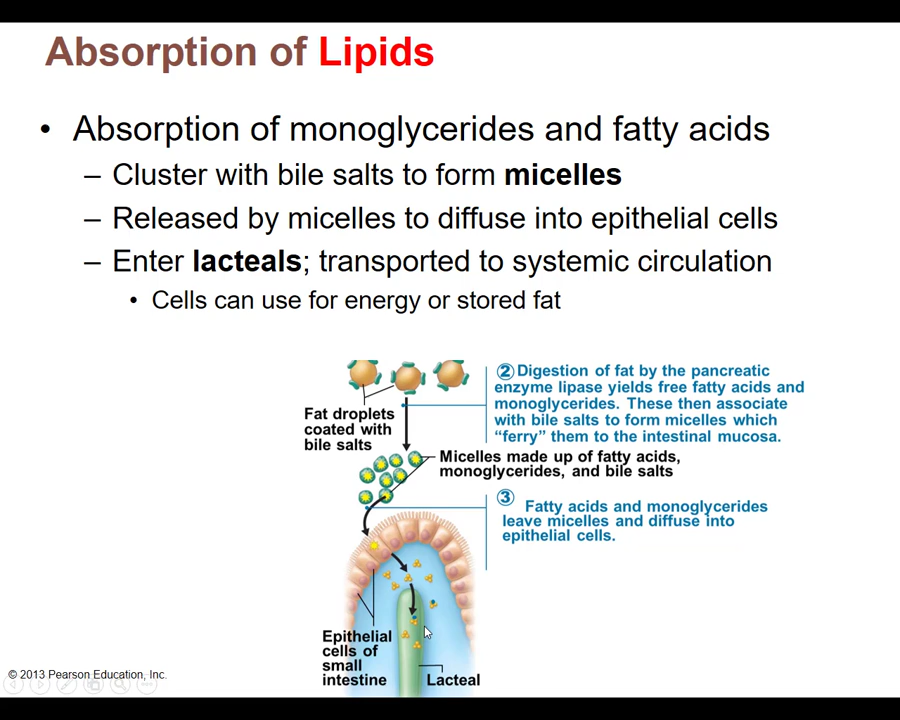 Absorption of Lipids
• Absorption of monoglycerides and fatty acids
– Cluster with bile salts to form micelles
– Released by micelles to diffuse into epithelial cells
– Enter lacteals; transported to systemic circulation
• Cells can use for energy or stored fat
② Digestion of fat by the pancreatic
enzyme lipase yields free fatty acids and
monoglycerides. These then associate
with bile salts to form micelles which
“ferry” them to the intestinal mucosa.
Fat droplets
coated with
bile salts
Micelles made up of fatty acids,
monoglycerides, and bile salts
③ Fatty acids and monoglycerides
leave micelles and diffuse into
epithelial cells.
Epithelial
cells of
small
intestine
Lacteal
© 2013 Pearson Education, Inc.